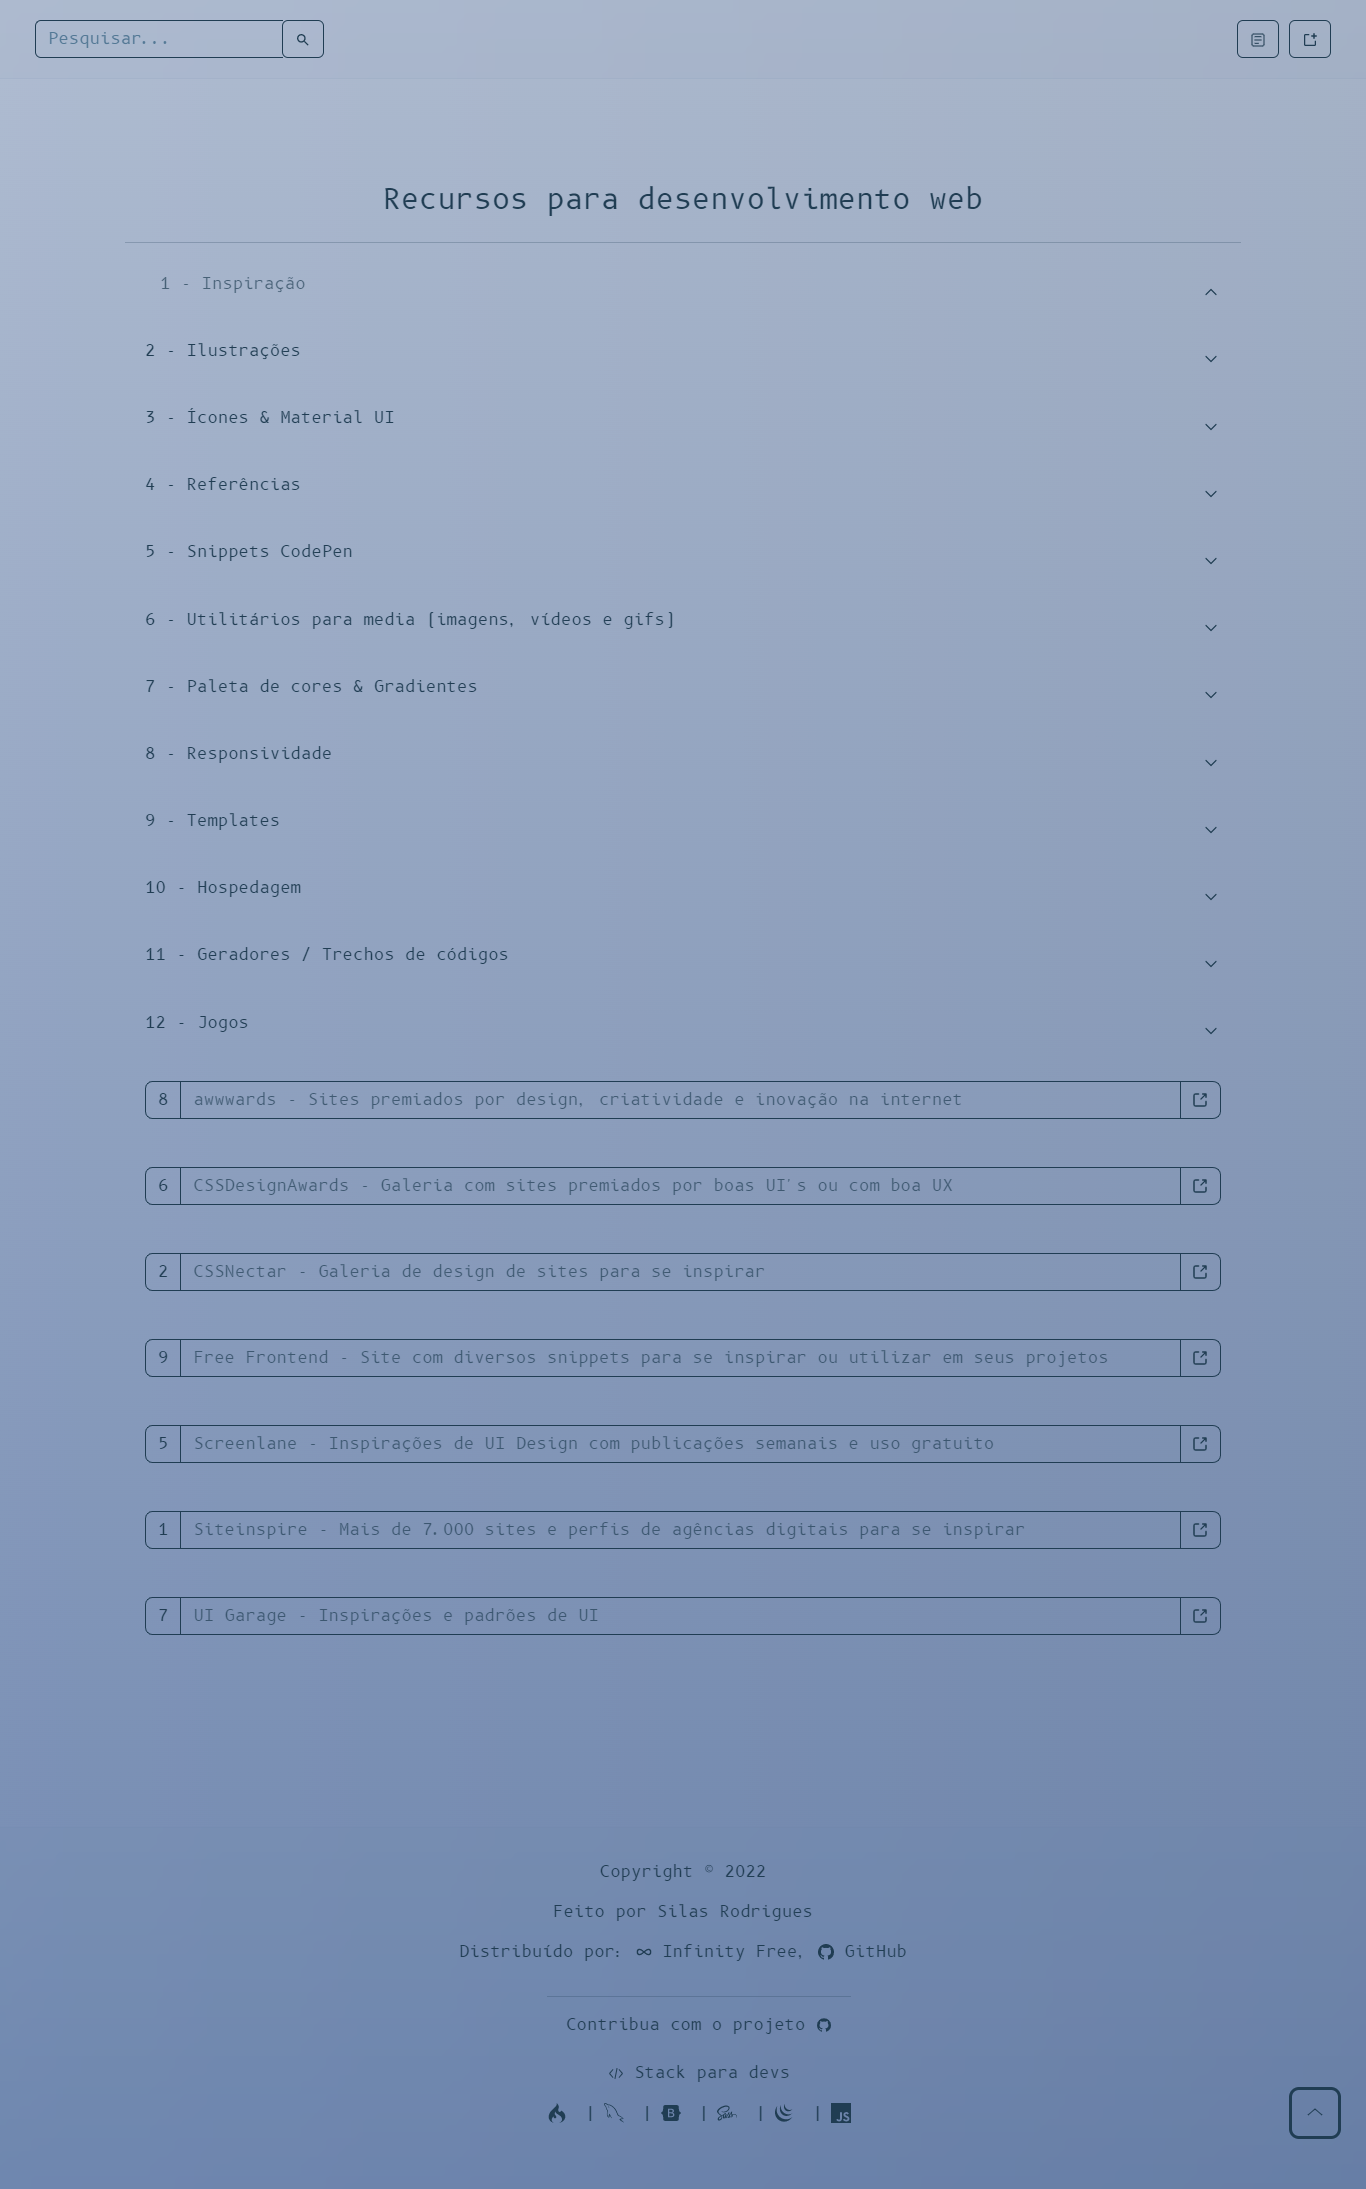 Pesquisar...
Recursos para desenvolvimento web
1 - Inspiração
2 - Ilustrações
3 - Ícones & Material UI
4 - Referências
5 - Snippets CodePen
6 - Utilitários para media [imagens, vídeos e gifs]
7 - Paleta de cores & Gradientes
8 - Responsividade
9 - Templates
10 - Hospedagem
11 - Geradores / Trechos de códigos
12 - Jogos
8 awwwards - Sites premiados por design, criatividade e inovação na internet
6 CSSDesignAwards - Galeria com sites premiados por boas UI's ou com boa UX
2 CSSNectar - Galeria de design de sites para se inspirar
9 Free Frontend - Site com diversos snippets para se inspirar ou utilizar em seus projetos
5 Screenlane - Inspirações de UI Design com publicações semanais e uso gratuito
1 Siteinspire - Mais de 7.000 sites e perfis de agências digitais para se inspirar
7 UI Garage - Inspirações e padrões de UI
Copyright © 2022
Feito por Silas Rodrigues
Distribuído por: ∞ Infinity Free, GitHub
Contribua com o projeto
</> Stack para devs
| | B | Sass | | JS